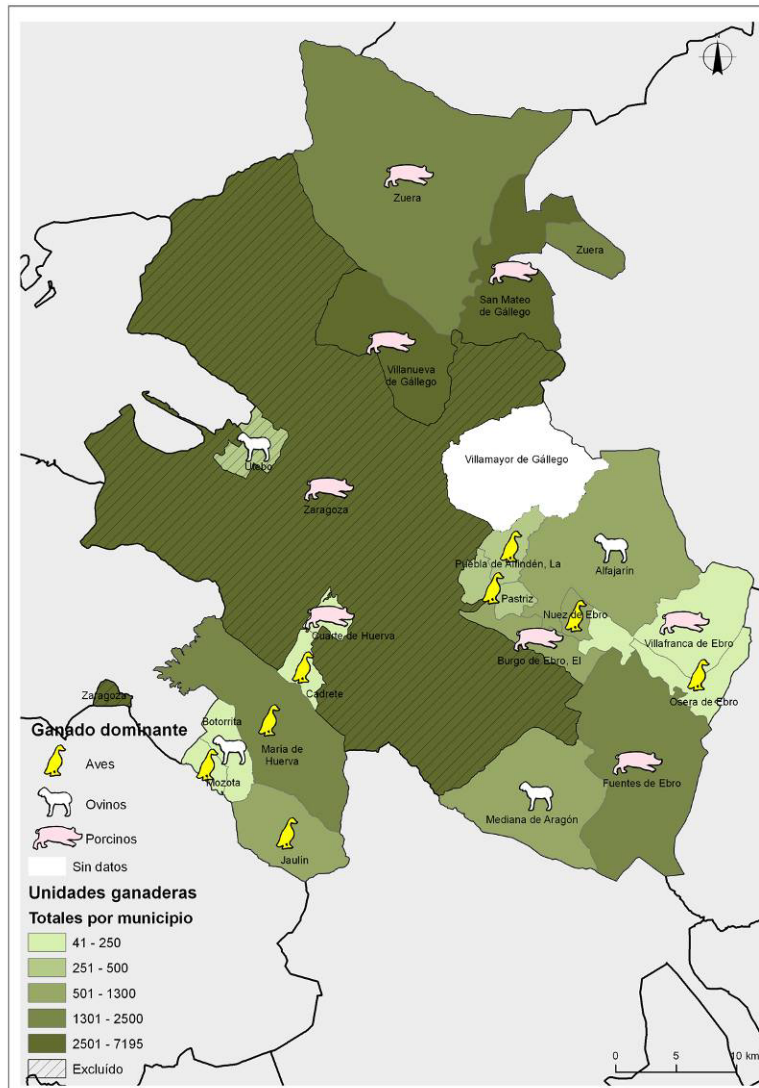 N
Zuera
Zuera
San Mateo
de Gállego
Villanueva
de Gállego
Utebo
Villamayor de Gállego
Zaragoza
Puebla de Alfindén, La
Alfajarín
Pastriz
Nuez de Ebro
Cuarte de Huerva
Villafranca de Ebro
Burgo de Ebro, El
Cadrete
Osera de Ebro
Zaragoza
Botorrita
María de
Huerva
Mozota
Fuentes de Ebro
Mediana de Aragón
Jaulín
Ganado dominante
Aves
Ovinos
Porcinos
Sin datos
Unidades ganaderas
Totales por municipio
41 - 250
251 - 500
501 - 1300
1301 - 2500
2501 - 7195
Excluído
0 5 10 km